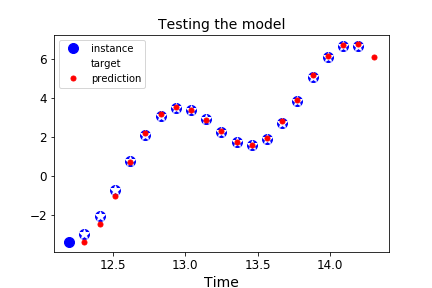 Testing the model
instance
target
prediction
6
4
2
0
−2
12.5 13.0 13.5 14.0
Time